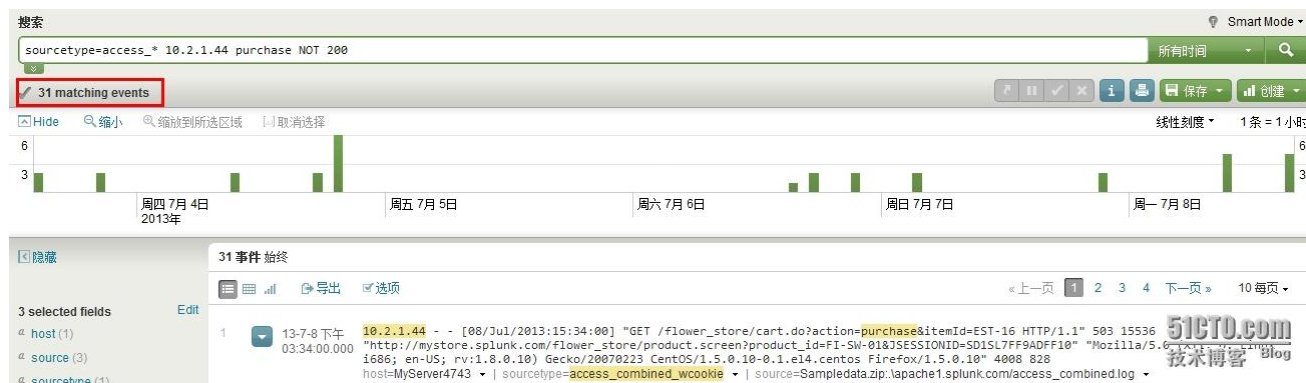 搜索
Smart Mode
sourcetype=access_* 10.2.1.44 purchase NOT 200
所有时间
31 matching events
保存
创建
Hide 缩小 缩放到所选区域 取消选择
线性刻度 1条 = 1小时
6
6
3
3
周四 7月 4日
2013年
周五 7月 5日
周六 7月 6日
周日 7月 7日
周一 7月 8日
隐藏
31 事件 始终
导出 选项
«上一页 1 2 3 4 下一页 » 10 每页
3 selected fields Edit
a host (1)
a source (3)
a sourcetype (1)
1
13-7-8 下午
03:34:00.000
10.2.1.44 - - [08/Jul/2013:15:34:00] "GET /flower_store/cart.do?action=purchase&itemId=EST-16 HTTP/1.1" 503 15536
"http://mystore.splunk.com/flower_store/product.screen?product_id=FI-SW-01&JSESSIONID=SD1SL7FF9ADFF10" "Mozilla/5.0
i686; en-US; rv:1.8.0.10) Gecko/20070223 CentOS/1.5.0.10-0.1.el4.centos Firefox/1.5.0.10" 4008 828
host=MyServer4743 | sourcetype=access_combined_wcookie | source=Sampledata.zip:.\apache1.splunk.com/access_combined.log
51CTO.com
技术博客 Blog